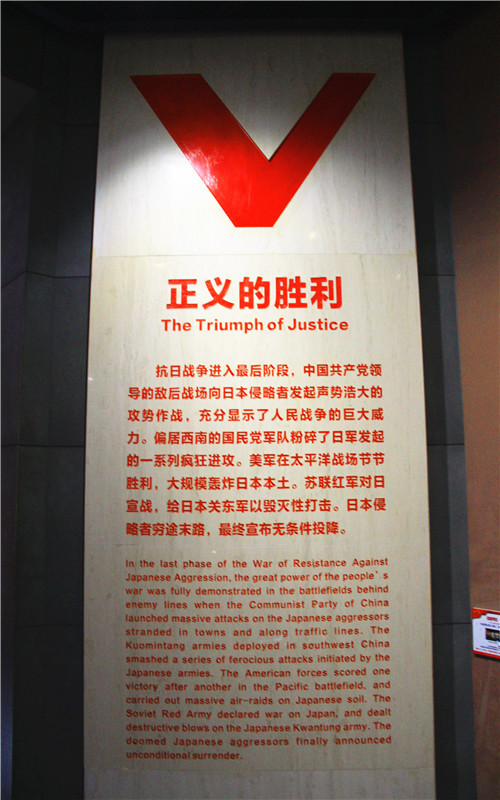 正义的胜利
The Triumph of Justice
抗日战争进入最后阶段，中国共产党领
导的敌后战场向日本侵略者发起声势浩大的
攻势作战，充分显示了人民战争的巨大威
力。偏居西南的国民党军队粉碎了日军发起
的一系列疯狂进攻。美军在太平洋战场节节
胜利，大规模轰炸日本本土。苏联红军对日
宣战，给日本关东军以毁灭性打击。日本侵
略者穷途末路，最终宣布无条件投降。
In the last phase of the War of Resistance Against
Japanese Aggression, the great power of the people's
war was fully demonstrated in the battlefields behind
enemy lines when the Communist Party of China
launched massive attacks on the Japanese aggressors
stranded in towns and along traffic lines. The
Kuomintang armies deployed in southwest China
smashed a series of ferocious attacks initiated by the
Japanese armies. The American forces scored one
victory after another in the Pacific battlefield, and
carried out massive air-raids on Japanese soil. The
Soviet Red Army declared war on Japan, and dealt
destructive blows on the Japanese Kwantung army. The
doomed Japanese aggressors finally announced
unconditional surrender.